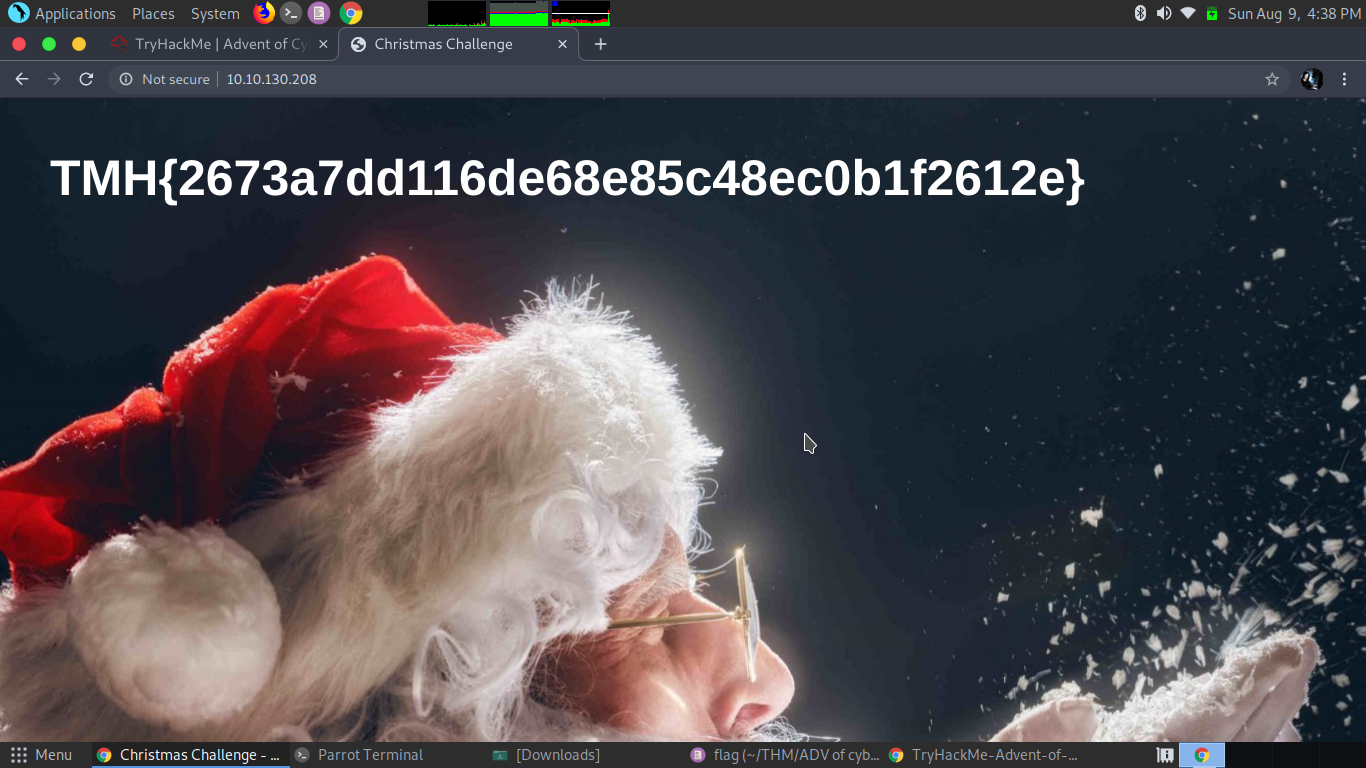 Applications Places System Sun Aug 9, 4:38 PM
TryHackMe | Advent of Cy Christmas Challenge
Not secure 10.10.130.208
TMH{2673a7dd116de68e85c48ec0b1f2612e}
Menu Christmas Challenge - ... Parrot Terminal [Downloads] flag (~/THM/ADV of cyb... TryHackMe-Advent-of-...